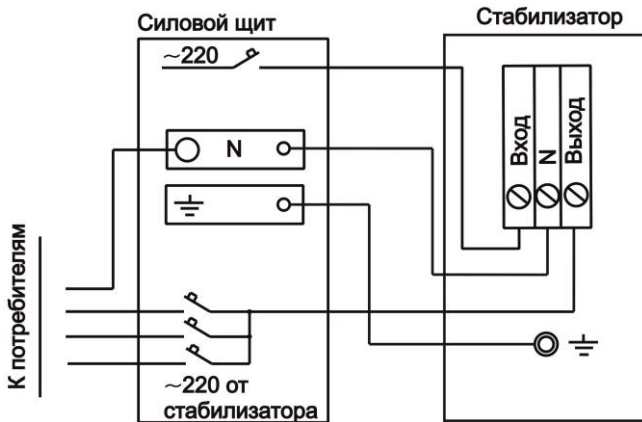 Силовой щит
Стабилизатор
~220
Вход
N
Выход
N
К потребителям
~220 от
стабилизатора